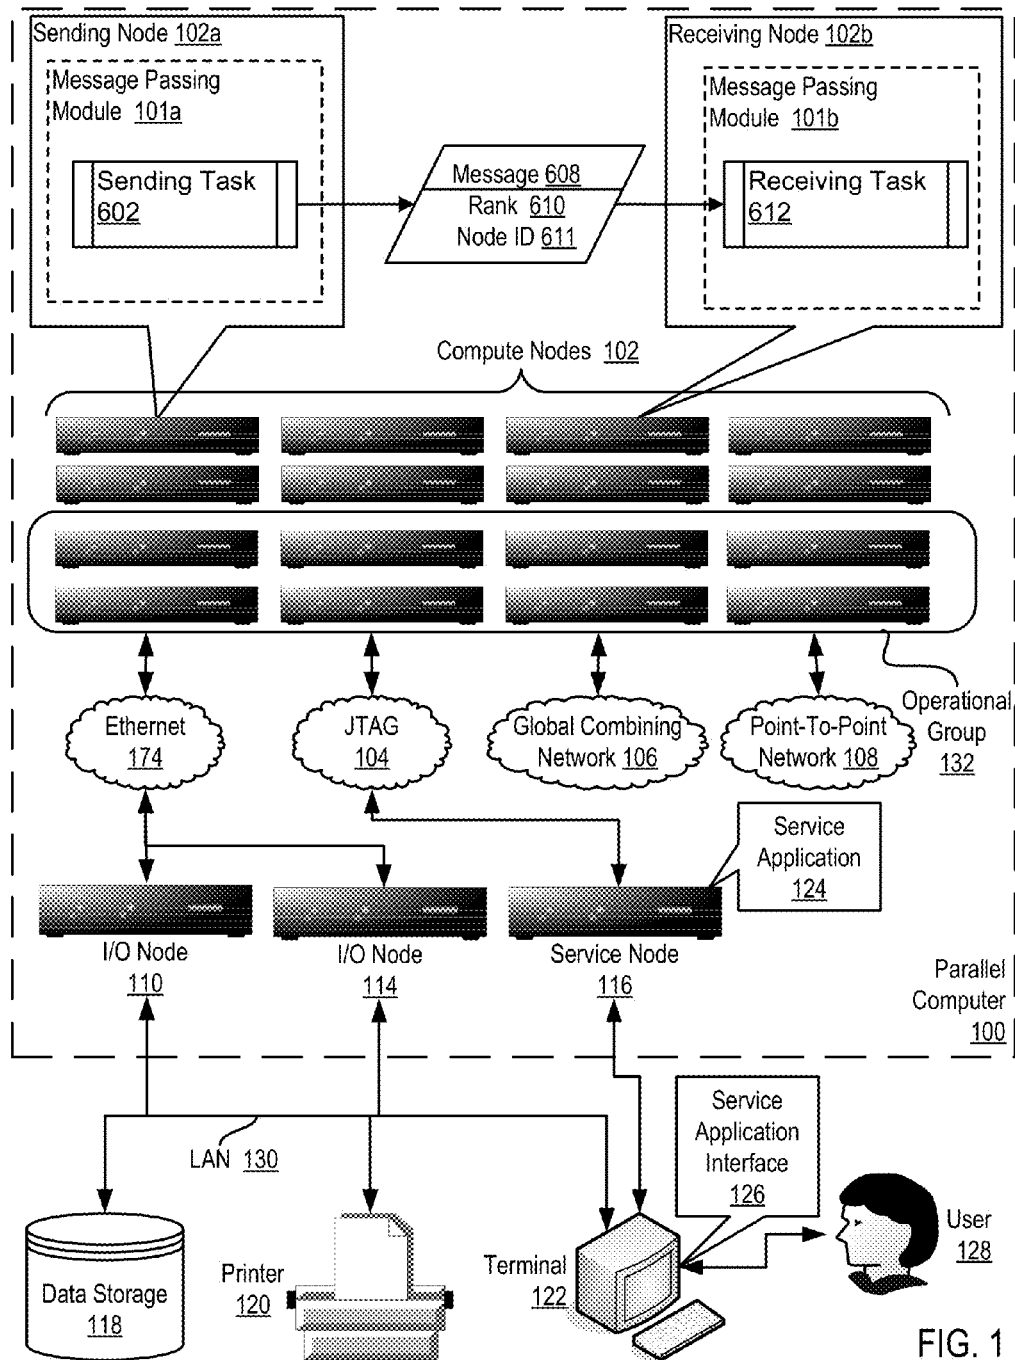 Sending Node 102a
Message Passing
Module 101a
Sending Task
602
Message 608
Rank 610
Node ID 611
Receiving Node 102b
Message Passing
Module 101b
Receiving Task
612
Compute Nodes 102
Ethernet
174
JTAG
104
Global Combining
Network 106
Point-To-Point
Network 108
Operational
Group
132
Service
Application
124
I/O Node
110
I/O Node
114
Service Node
116
Parallel
Computer
100
LAN 130
Service
Application
Interface
126
Data Storage
118
Printer
120
Terminal
122
User
128
FIG. 1